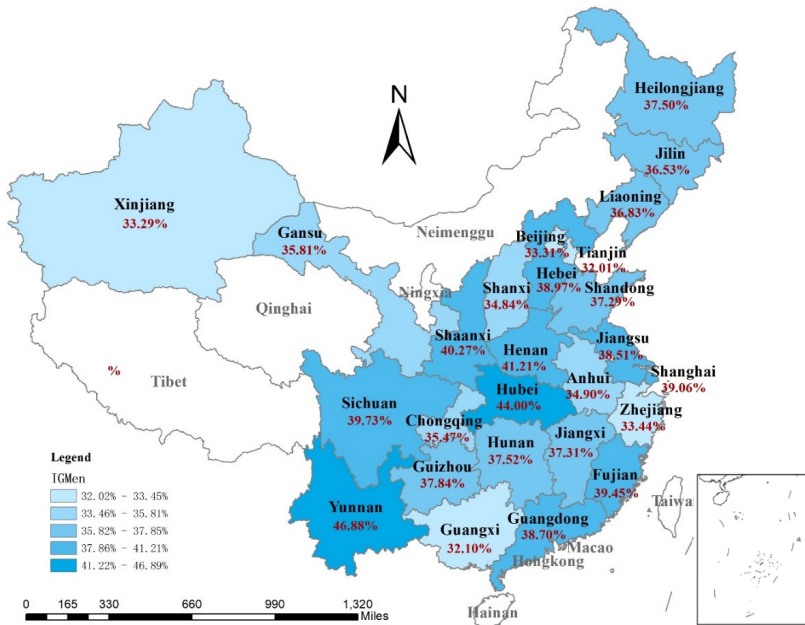 N
Heilongjiang
37.50%
Jilin
36.53%
Liaoning
36.83%
Xinjiang
33.29%
Gansu
35.81%
Neimenggu
Beijing
33.31%
Tianjin
32.01%
Hebei
38.97%
Shandong
37.29%
Shanxi
34.84%
Ningxia
Qinghai
Shaanxi
40.27%
Henan
41.21%
Jiangsu
38.51%
Anhui
34.90%
Shanghai
39.06%
%
Tibet
Sichuan
39.73%
Chongqing
35.47%
Hubei
44.00%
Zhejiang
33.44%
Hunan
37.52%
Jiangxi
37.31%
Guizhou
37.84%
Fujian
39.45%
Yunnan
46.88%
Guangxi
32.10%
Guangdong
38.70%
Taiwa
Macao
Hongkong
Hainan
Legend
IGMen
32.02% - 33.45%
33.46% - 35.81%
35.82% - 37.85%
37.86% - 41.21%
41.22% - 46.89%
0 165 330 660 990 1,320
Miles